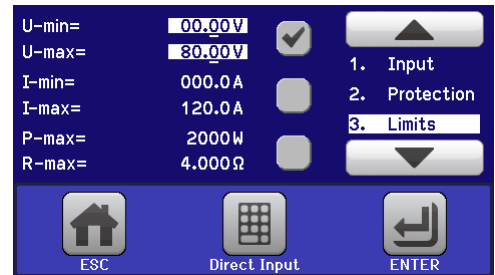 U-min= 00.00V
U-max= 80.00V
I-min= 000.0A
I-max= 120.0A
P-max= 2000W
R-max= 4.000Ω
1. Input
2. Protection
3. Limits
ESC
Direct Input
ENTER